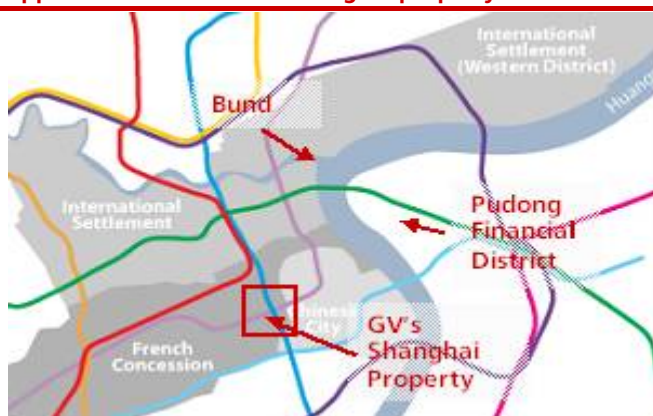 International
Settlement
(Western District)
Bund
Huang
International
Settlement
Pudong
Financial
District
Chinese
City
GV's
Shanghai
Property
French
Concession